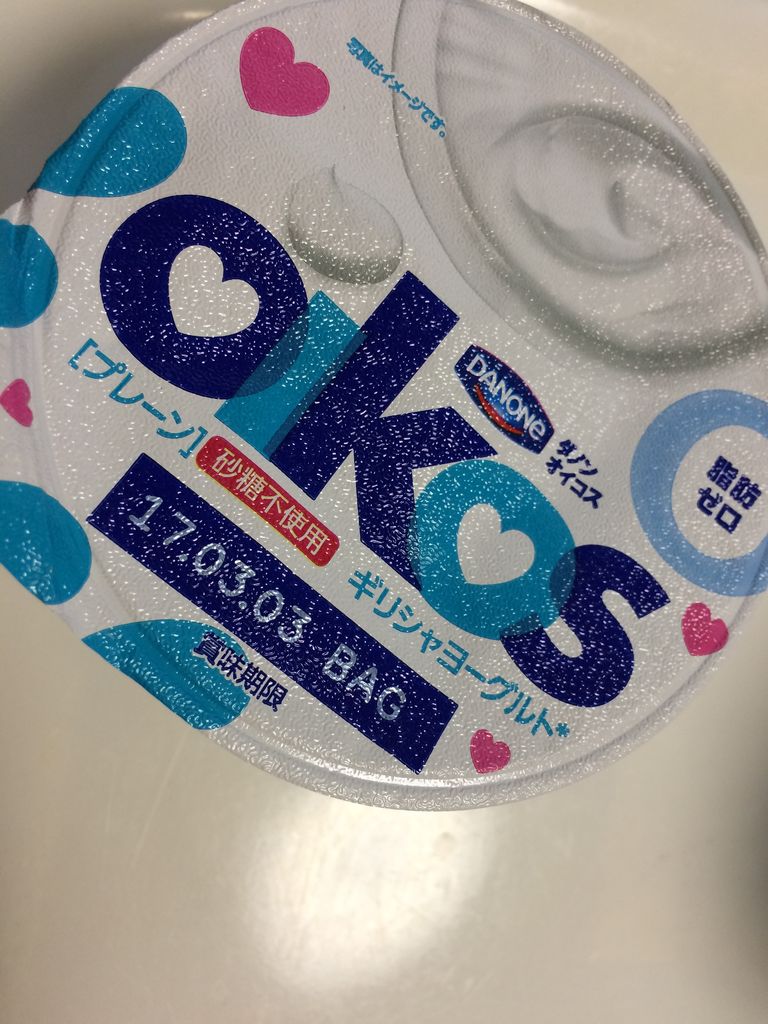 写真はイメージです。
oikos
DANONE
ダノン
オイコス
脂肪
ゼロ
[プレーン]
砂糖不使用
ギリシャヨーグルト*
17.03.03 BAG
賞味期限